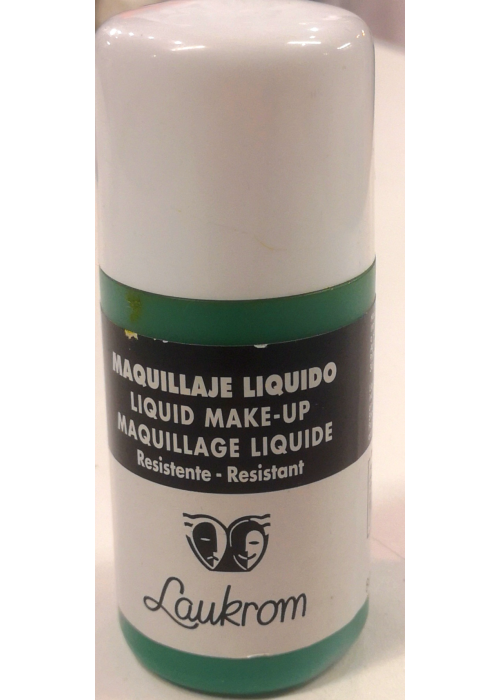 MAQUILLAJE LIQUIDO
LIQUID MAKE-UP
MAQUILLAGE LIQUIDE
Resistente - Resistant
Laukrom